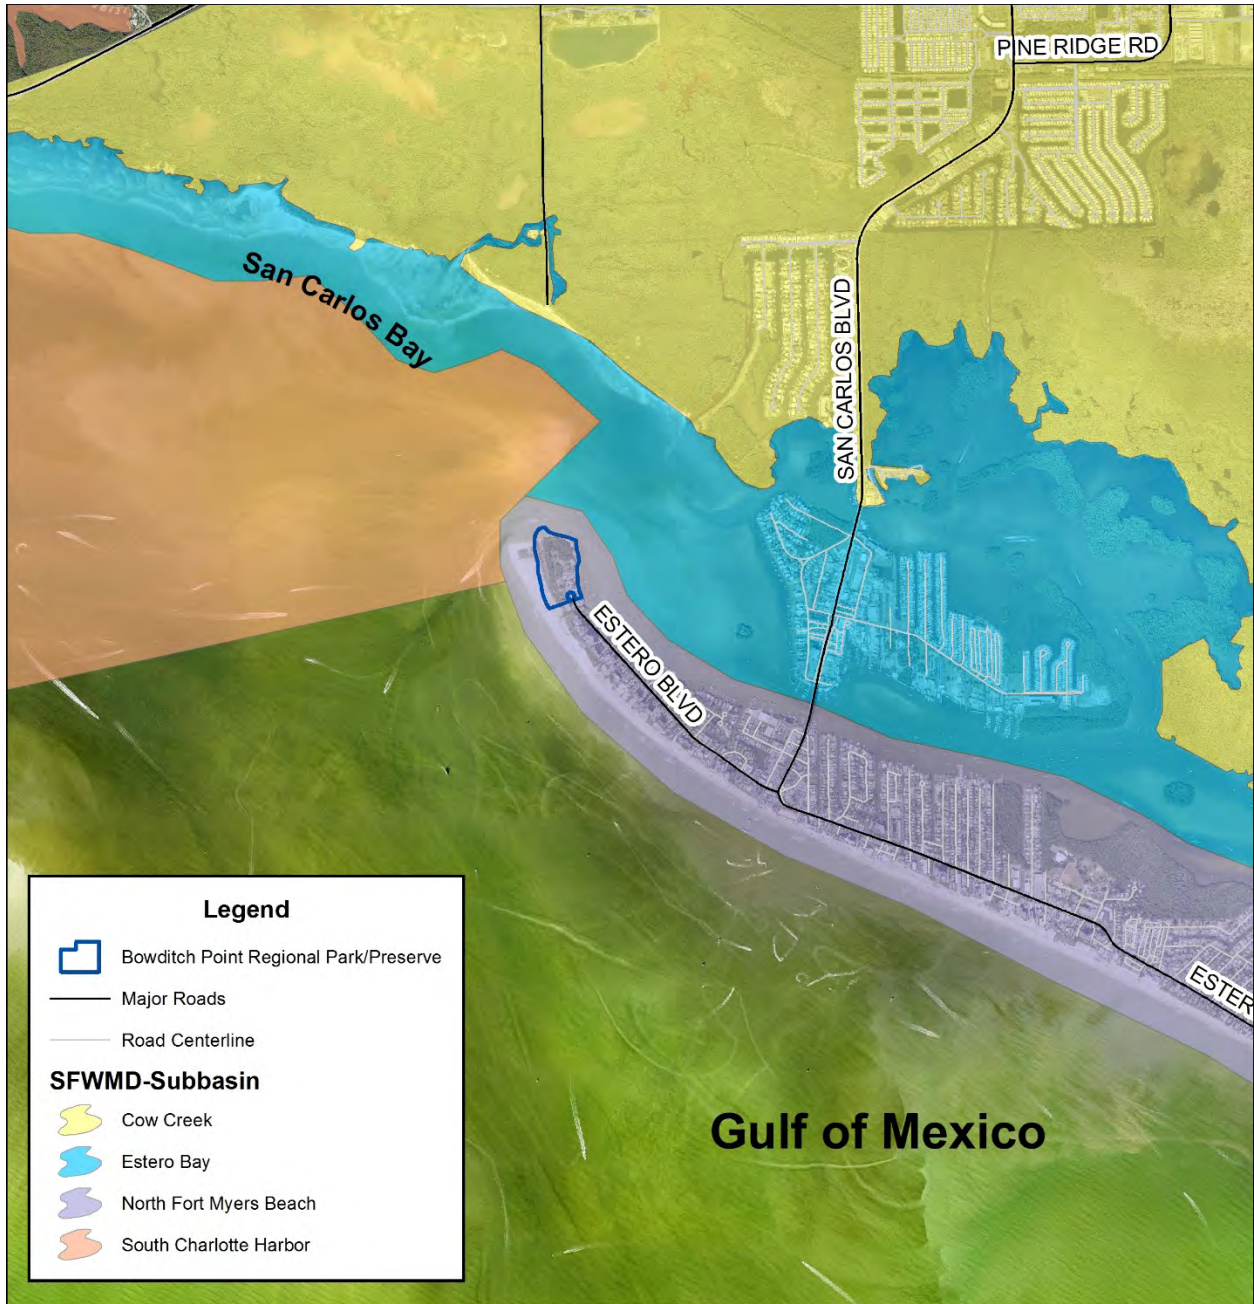 PINE RIDGE RD
San Carlos Bay
SAN CARLOS BLVD
ESTERO BLVD
ESTER
Gulf of Mexico
Legend
Bowditch Point Regional Park/Preserve
Major Roads
Road Centerline
SFWMD-Subbasin
Cow Creek
Estero Bay
North Fort Myers Beach
South Charlotte Harbor